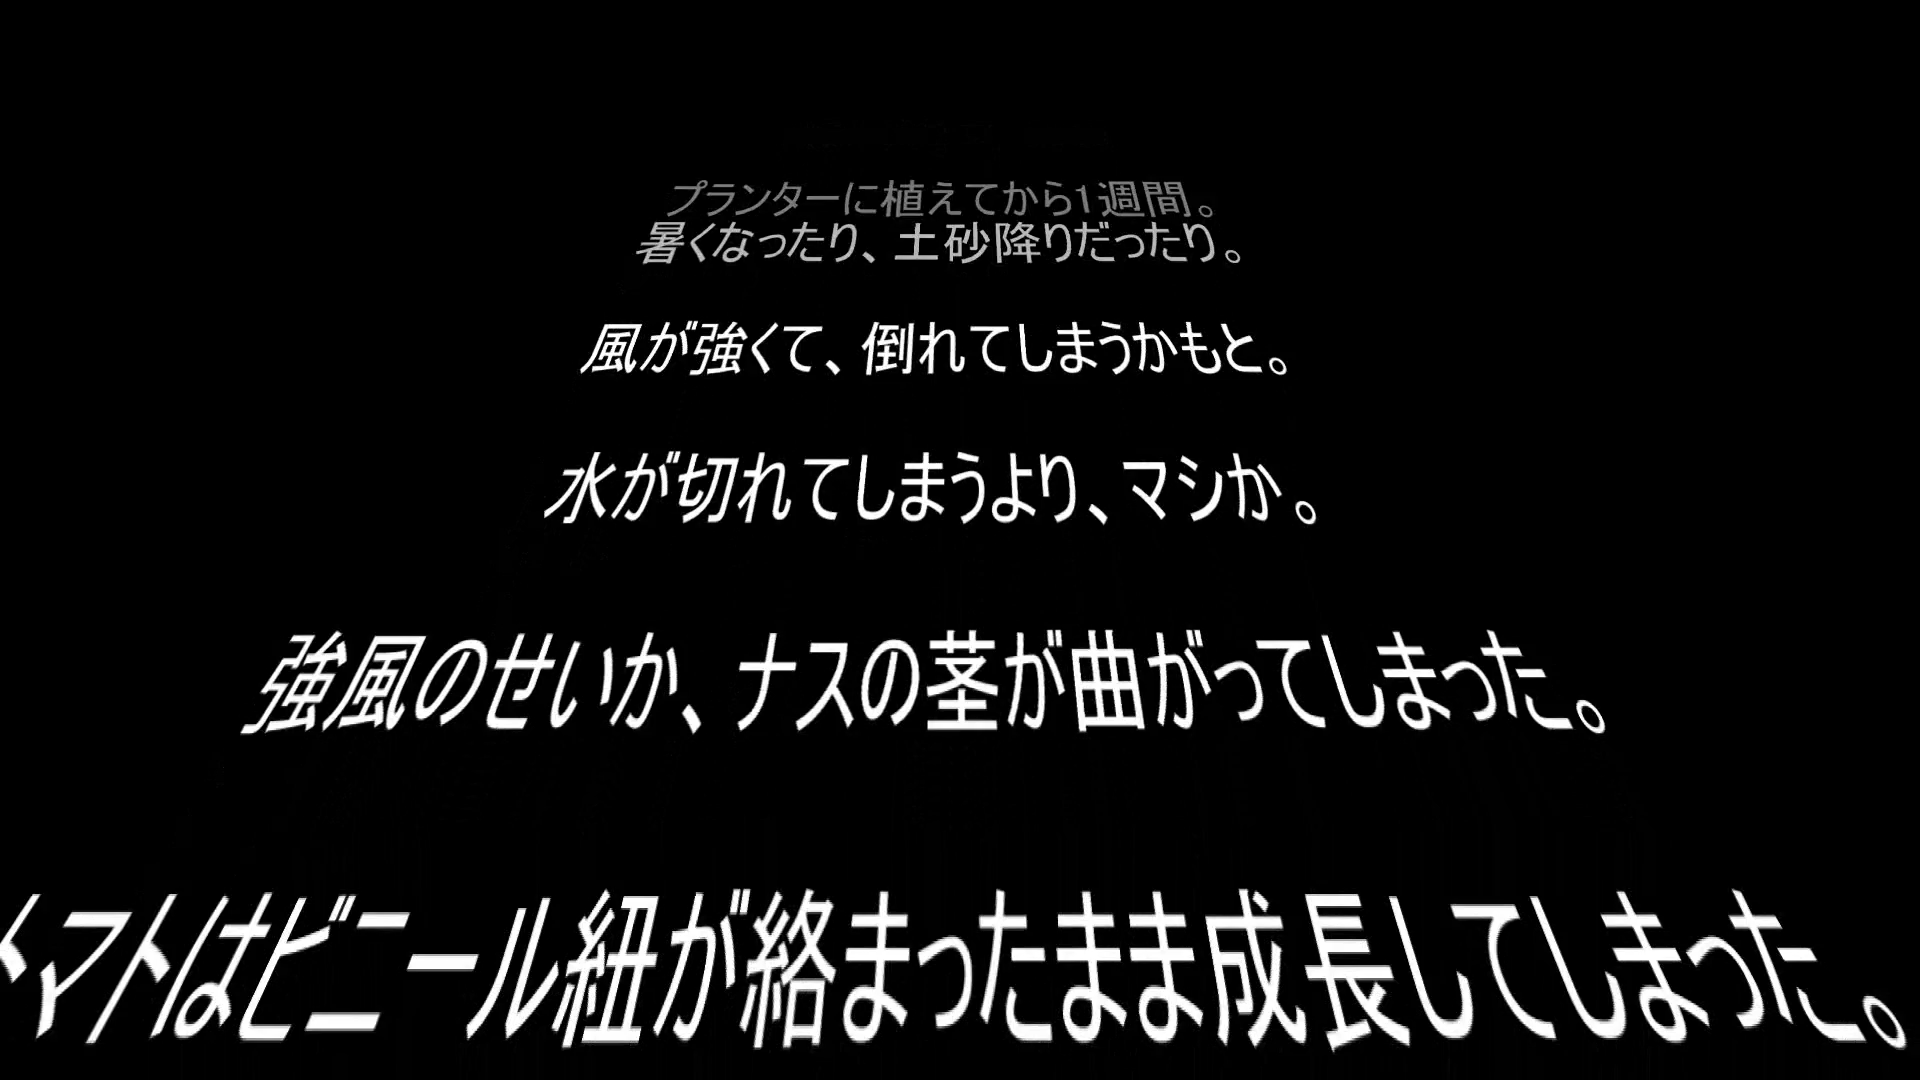 プランターに植えてから1週間。
暑くなったり、土砂降りだったり。
風が強くて、倒れてしまうかもと。
水が切れてしまうより、マシか。
強風のせいか、ナスの茎が曲がってしまった。
トマトはビニール紐が絡まったまま成長してしまった。